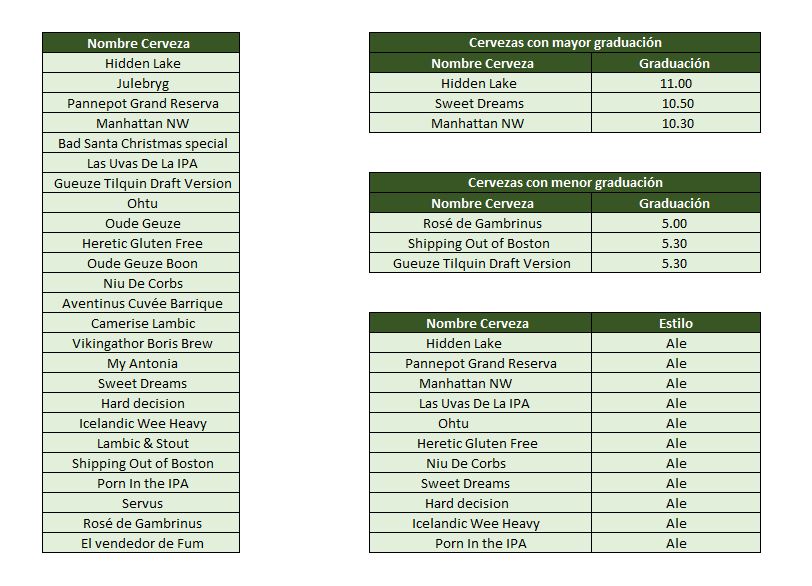 Nombre Cerveza
Hidden Lake
Julebryg
Pannepot Grand Reserva
Manhattan NW
Bad Santa Christmas special
Las Uvas De La IPA
Gueuze Tilquin Draft Version
Ohtu
Oude Geuze
Heretic Gluten Free
Oude Geuze Boon
Niu De Corbs
Aventinus Cuvée Barrique
Camerise Lambic
Vikingathor Boris Brew
My Antonia
Sweet Dreams
Hard decision
Icelandic Wee Heavy
Lambic & Stout
Shipping Out of Boston
Porn In the IPA
Servus
Rosé de Gambrinus
El vendedor de Fum
Cervezas con mayor graduación
Nombre Cerveza Graduación
Hidden Lake 11.00
Sweet Dreams 10.50
Manhattan NW 10.30
Cervezas con menor graduación
Nombre Cerveza Graduación
Rosé de Gambrinus 5.00
Shipping Out of Boston 5.30
Gueuze Tilquin Draft Version 5.30
Nombre Cerveza Estilo
Hidden Lake Ale
Pannepot Grand Reserva Ale
Manhattan NW Ale
Las Uvas De La IPA Ale
Ohtu Ale
Heretic Gluten Free Ale
Niu De Corbs Ale
Sweet Dreams Ale
Hard decision Ale
Icelandic Wee Heavy Ale
Porn In the IPA Ale